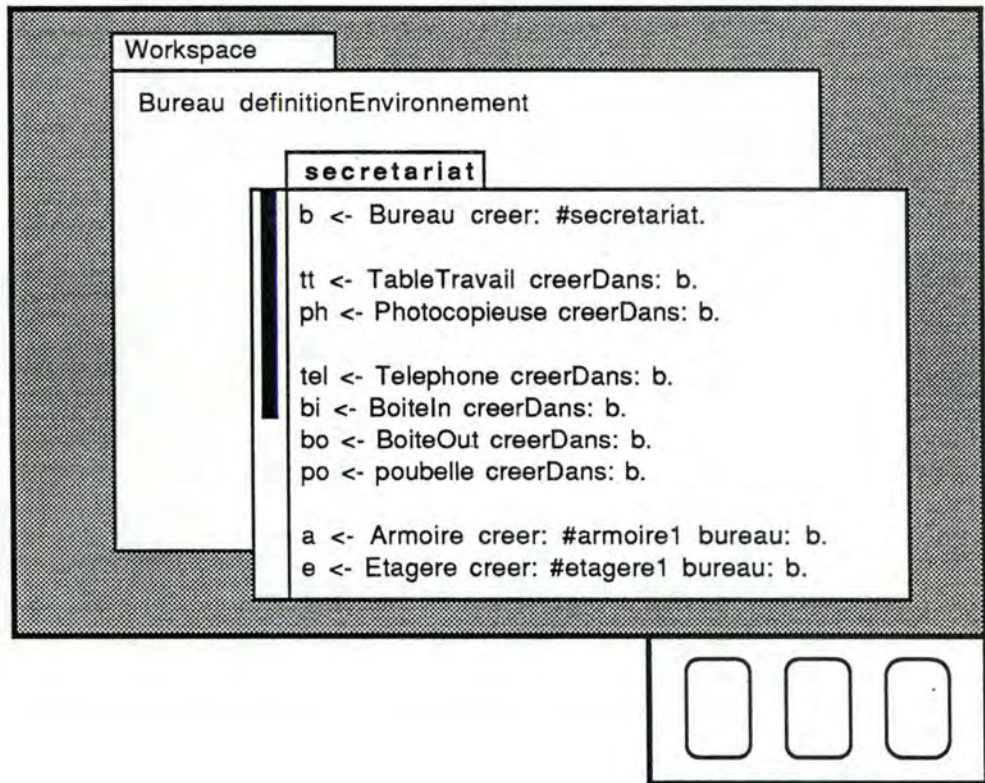 Workspace
Bureau definitionEnvironnement
secretariat
b <- Bureau creer: #secretariat.
tt <- TableTravail creerDans: b.
ph <- Photocopieuse creerDans: b.
tel <- Telephone creerDans: b.
bi <- BoiteIn creerDans: b.
bo <- BoiteOut creerDans: b.
po <- poubelle creerDans: b.
a <- Armoire creer: #armoire1 bureau: b.
e <- Etagere creer: #etagere1 bureau: b.